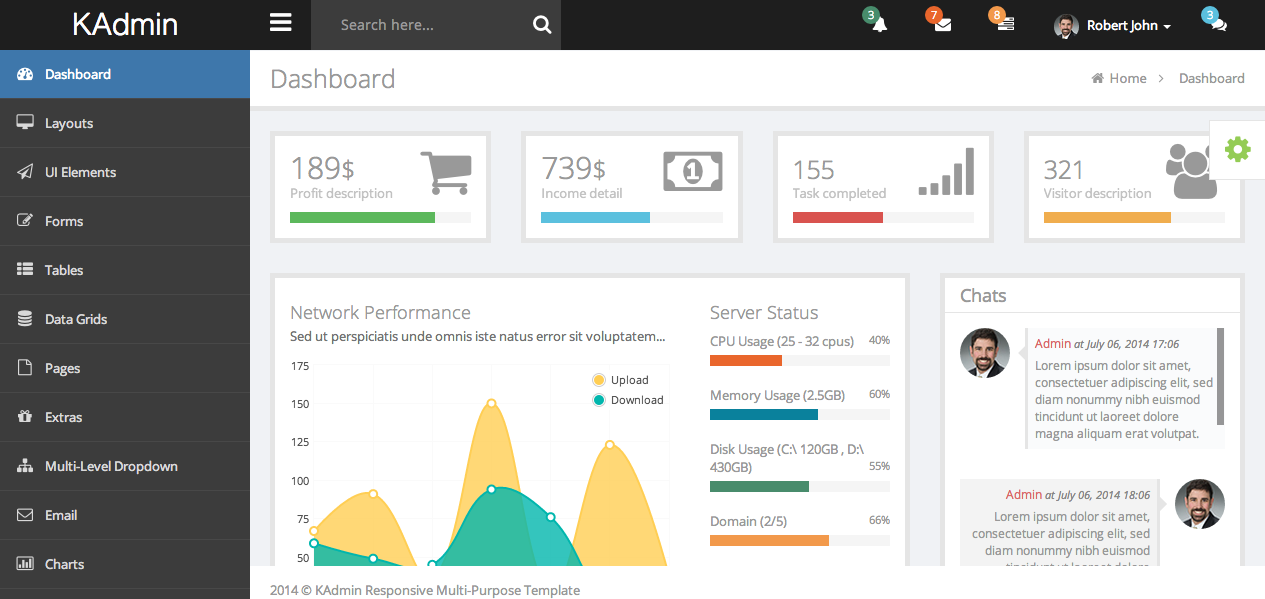 KAdmin
Search here...
3
7
8
Robert John
3
Dashboard
Layouts
UI Elements
Forms
Tables
Data Grids
Pages
Extras
Multi-Level Dropdown
Email
Charts
Dashboard
Home
Dashboard
189$
Profit description
739$
Income detail
1
155
Task completed
321
Visitor description
Network Performance
Sed ut perspiciatis unde omnis iste natus error sit voluptatem...
175
150
125
100
75
50
Upload
Download
Server Status
CPU Usage (25 - 32 cpus) 40%
Memory Usage (2.5GB) 60%
Disk Usage (C:\ 120GB , D:\
430GB) 55%
Domain (2/5) 66%
Chats
Admin at July 06, 2014 17:06
Lorem ipsum dolor sit amet,
consectetuer adipiscing elit, sed
diam nonummy nibh euismod
tincidunt ut laoreet dolore
magna aliquam erat volutpat.
Admin at July 06, 2014 18:06
Lorem ipsum dolor sit amet,
consectetuer adipiscing elit, sed
diam nonummy nibh euismod
tincidunt ut laoreet dolore
2014 © KAdmin Responsive Multi-Purpose Template